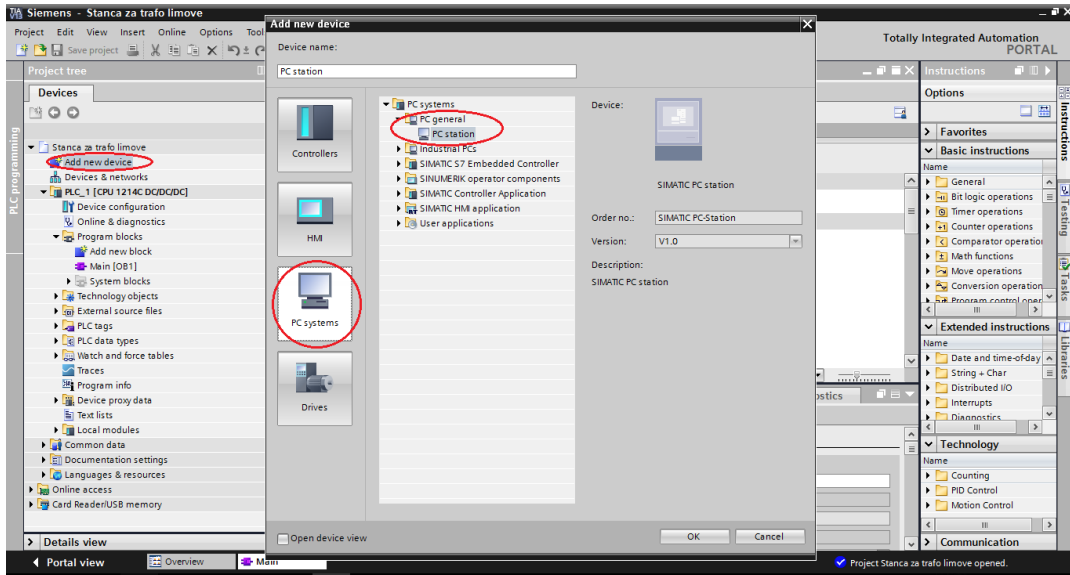 Siemens - Stanca za trafo limove
Project Edit View Insert Online Options Tool
Save project
Totally Integrated Automation
PORTAL
Project tree
Devices
Stanca za trafo limove
Add new device
Devices & networks
PLC_1 [CPU 1214C DC/DC/DC]
Device configuration
Online & diagnostics
Program blocks
Add new block
Main [OB1]
System blocks
Technology objects
External source files
PLC tags
PLC data types
Watch and force tables
Traces
Program info
Device proxy data
Text lists
Local modules
Common data
Documentation settings
Languages & resources
Online access
Card Reader/USB memory
Details view
Portal view
Overview
Main
PLC programming
Add new device
Device name:
PC station
Controllers
HMI
PC systems
Drives
PC systems
PC general
PC station
Industrial PCs
SIMATIC S7 Embedded Controller
SINUMERIK operator components
SIMATIC Controller Application
SIMATIC HMI application
User applications
Device:
SIMATIC PC station
Order no.: SIMATIC PC-Station
Version: V1.0
Description:
SIMATIC PC station
Open device view
OK Cancel
ostics
Instructions
Options
Favorites
Basic instructions
Name
General
Bit logic operations
Timer operations
Counter operations
Comparator operation
Math functions
Move operations
Conversion operation
Program control oper
Extended instructions
Name
Date and time-of-day
String + Char
Distributed I/O
Interrupts
Diagnostics
Technology
Name
Counting
PID Control
Motion Control
Communication
Instructions
Testing
Tasks
Libraries
Project Stanca za trafo limove opened.